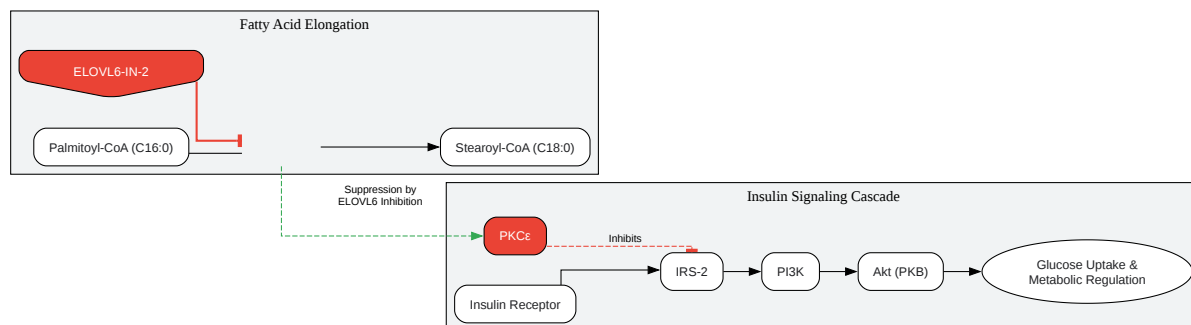 Fatty Acid Elongation
ELOVL6-IN-2
Palmitoyl-CoA (C16:0)
Stearoyl-CoA (C18:0)
Suppression by
ELOVL6 Inhibition
Insulin Signaling Cascade
PKCε
Inhibits
IRS-2
PI3K
Akt (PKB)
Glucose Uptake &
Metabolic Regulation
Insulin Receptor